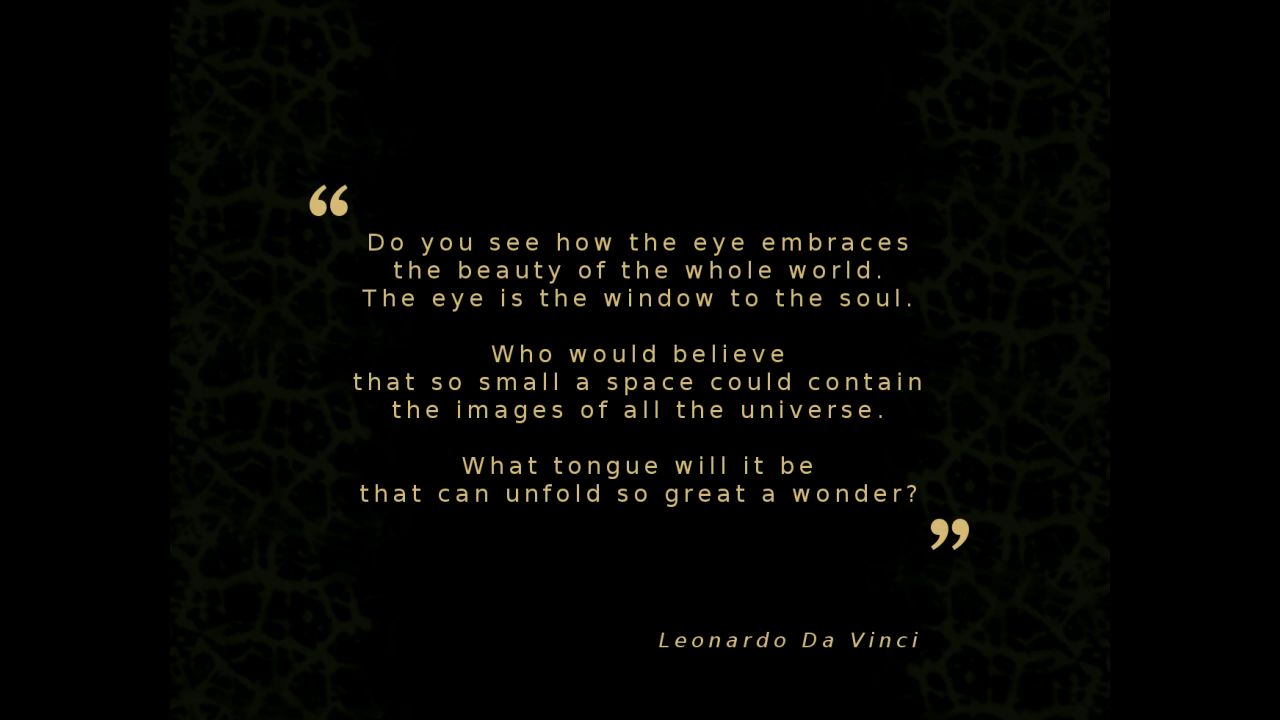 “
Do you see how the eye embraces
the beauty of the whole world.
The eye is the window to the soul.
Who would believe
that so small a space could contain
the images of all the universe.
What tongue will it be
that can unfold so great a wonder?
”
Leonardo Da Vinci